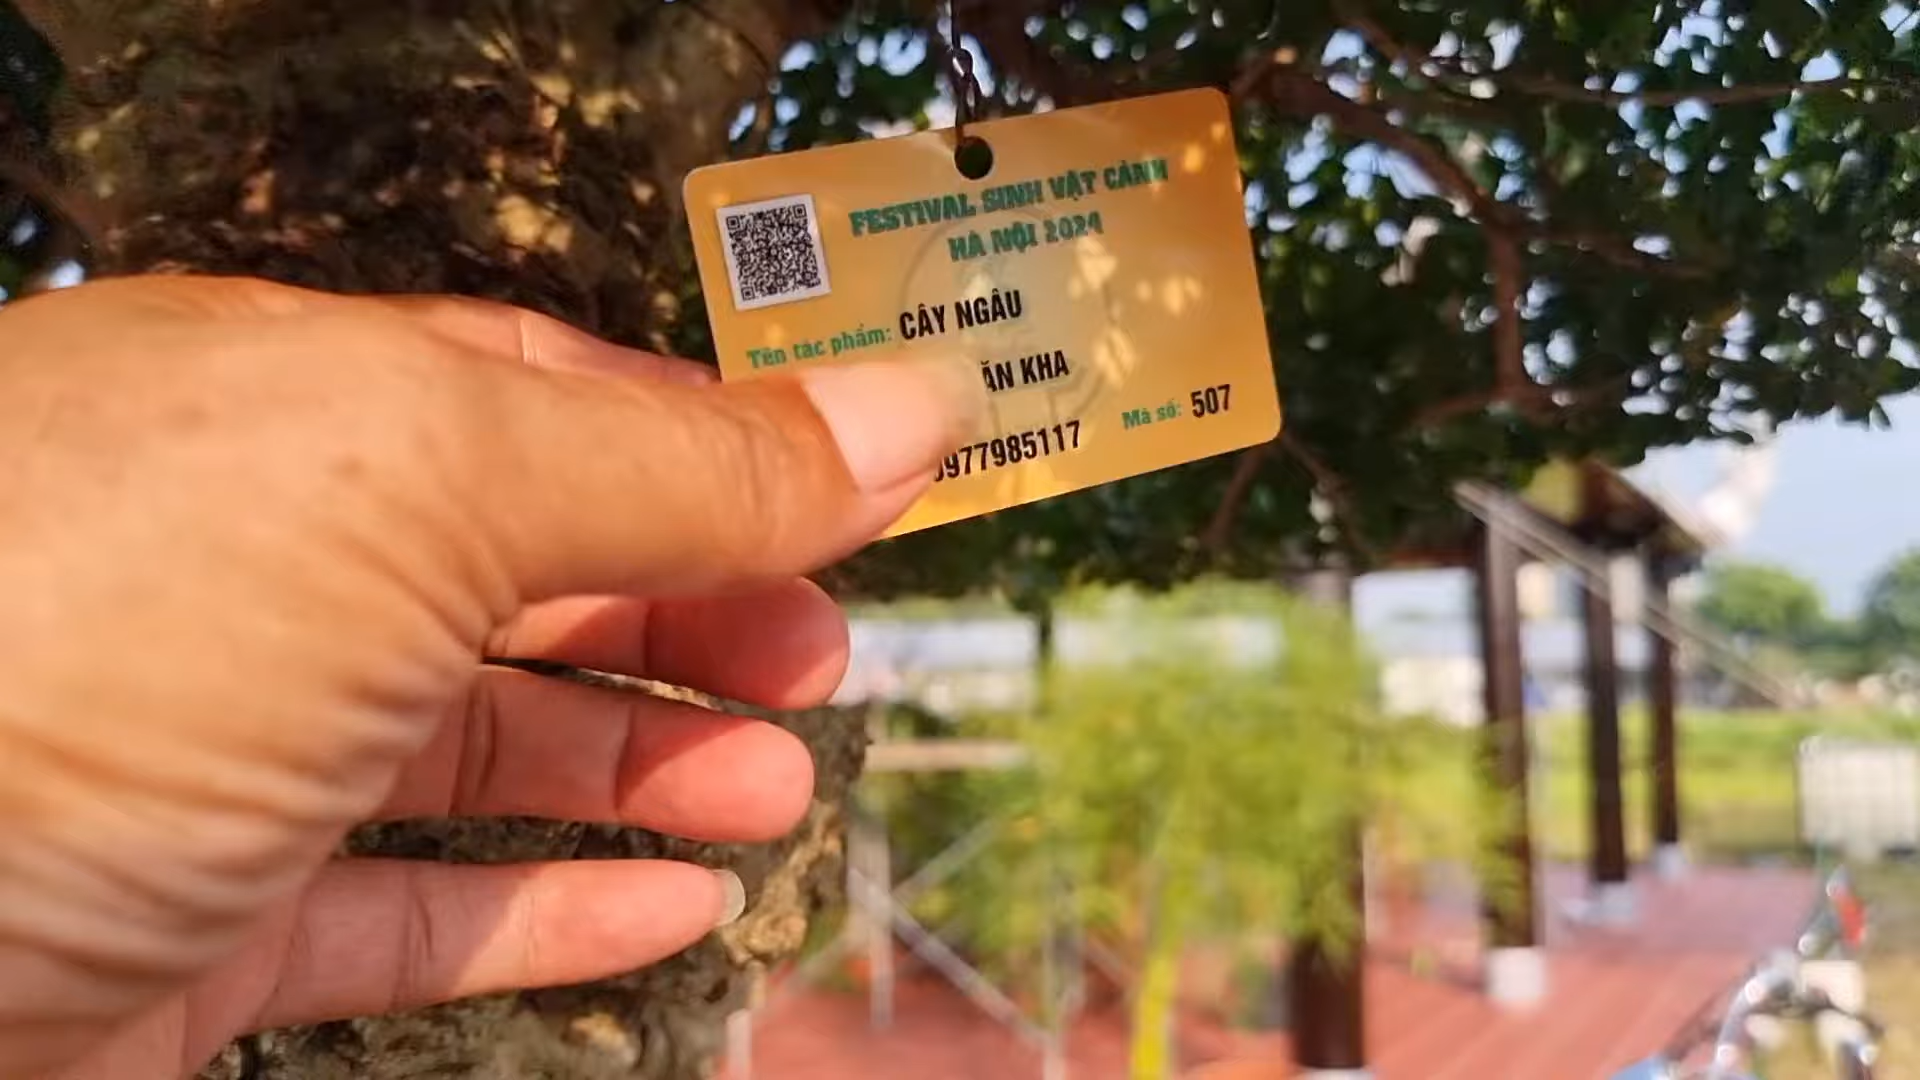 FESTIVAL SINH VẬT CẢNH
HÀ NỘI 2024
Tên tác phẩm: CÂY NGÂU
KHA
Mã số: 507
0977985117